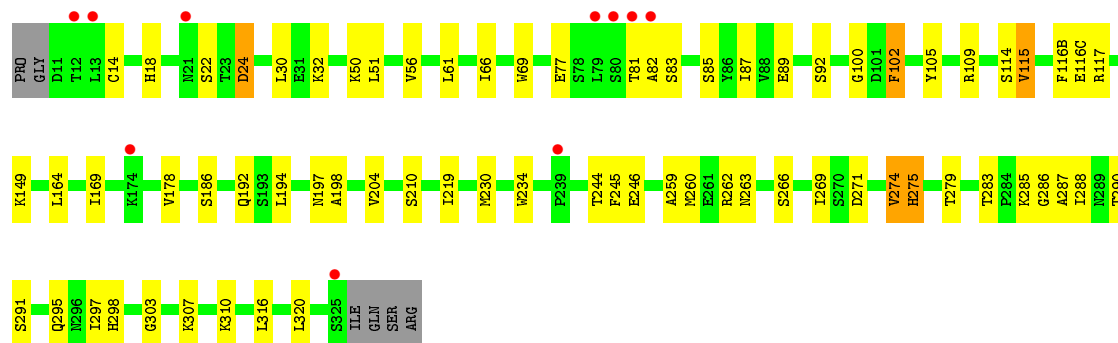 PRO GLY D11 T12 L13 C14 H18 N21 S22 T23 D24 L30 E31 K32 K50 L51 V56 L61 I66 W69 E77 S78 L79 S80 T81 A82 S83 S85 Y86 I87 V88 E89 S92 G100 D101 F102 Y105 R109 S114 V115 F116B E116C R117
K149 L164 I169 K174 V178 S186 Q192 S193 L194 N197 A198 V204 S210 I219 M230 W234 P239 T244 F245 E246 A259 M260 E261 R262 N263 S266 I269 S270 D271 V274 H275 T279 T283 P284 K285 G286 A287 I288 N289 T290
S291 Q295 N296 I297 H298 G303 K307 K310 L316 L320 S325 ILE GLN SER ARG